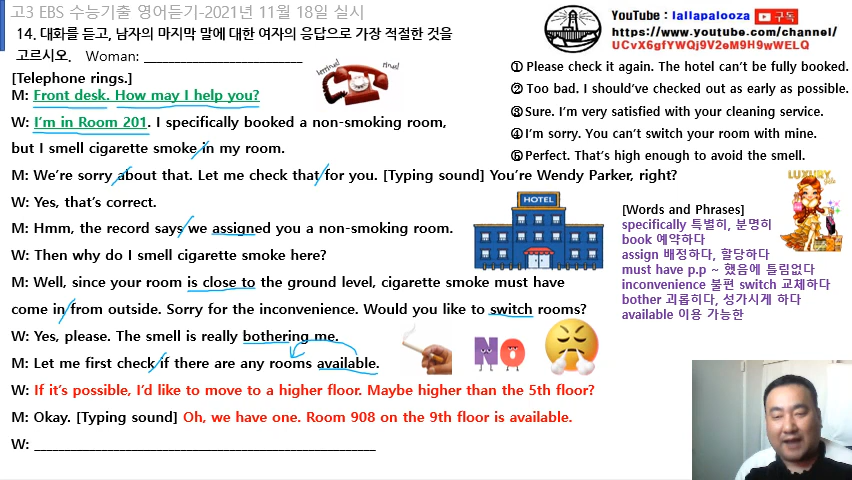 고3 EBS 수능기출 영어듣기-2021년 11월 18일 실시
14. 대화를 듣고, 남자의 마지막 말에 대한 여자의 응답으로 가장 적절한 것을
고르시오. Woman: ____________________________
[Telephone rings.]
M: Front desk. How may I help you?
W: I'm in Room 201. I specifically booked a non-smoking room,
but I smell cigarette smoke in my room.
M: We're sorry about that. Let me check that for you. [Typing sound] You're Wendy Parker, right?
W: Yes, that's correct.
M: Hmm, the record says we assigned you a non-smoking room.
W: Then why do I smell cigarette smoke here?
M: Well, since your room is close to the ground level, cigarette smoke must have
come in from outside. Sorry for the inconvenience. Would you like to switch rooms?
W: Yes, please. The smell is really bothering me.
M: Let me first check if there are any rooms available.
W: If it's possible, I'd like to move to a higher floor. Maybe higher than the 5th floor?
M: Okay. [Typing sound] Oh, we have one. Room 908 on the 9th floor is available.
W: ____________________________________________________________
YouTube : lallapalooza 구독
https://www.youtube.com/channel/
UCvX6gfYWQj9V2eM9H9wWELQ
① Please check it again. The hotel can't be fully booked.
② Too bad. I should've checked out as early as possible.
③ Sure. I'm very satisfied with your cleaning service.
④ I'm sorry. You can't switch your room with mine.
⑤ Perfect. That's high enough to avoid the smell.
HOTEL
LUXURY
[Words and Phrases]
specifically 특별히, 분명히
book 예약하다
assign 배정하다, 할당하다
must have p.p ~ 했음에 틀림없다
inconvenience 불편 switch 교체하다
bother 괴롭히다, 성가시게 하다
available 이용 가능한
NO